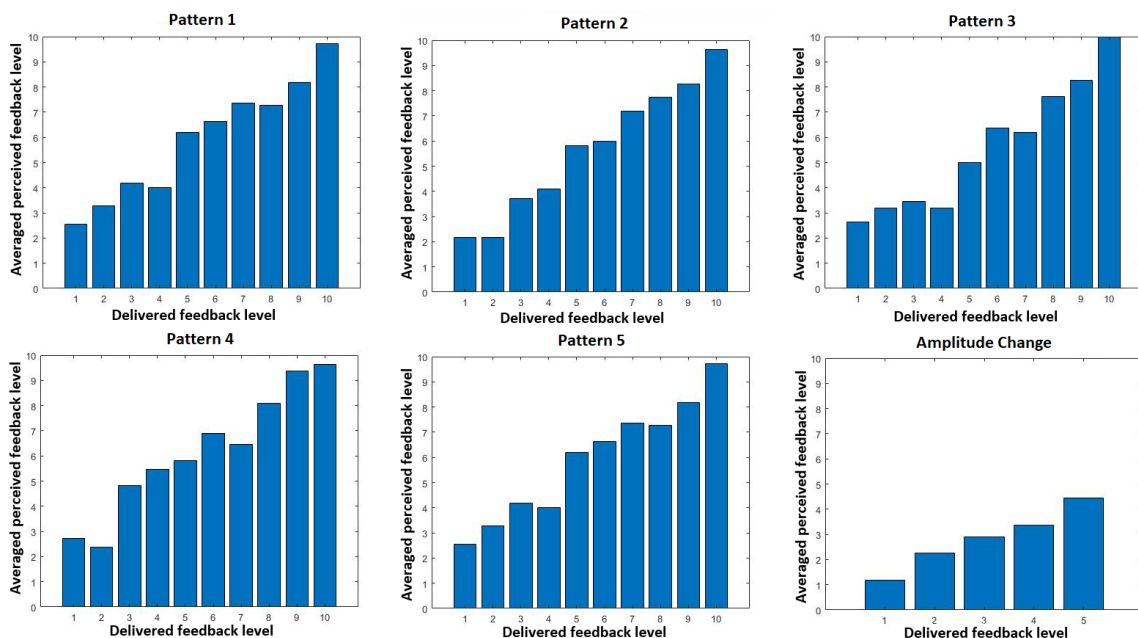 Pattern 1
Averaged perceived feedback level
10
9
8
7
6
5
4
3
2
1
0
1 2 3 4 5 6 7 8 9 10
Delivered feedback level
Pattern 2
Averaged perceived feedback level
10
9
8
7
6
5
4
3
2
1
0
1 2 3 4 5 6 7 8 9 10
Delivered feedback level
Pattern 3
Averaged perceived feedback level
10
9
8
7
6
5
4
3
2
1
0
1 2 3 4 5 6 7 8 9 10
Delivered feedback level
Pattern 4
Averaged perceived feedback level
10
9
8
7
6
5
4
3
2
1
0
1 2 3 4 5 6 7 8 9 10
Delivered feedback level
Pattern 5
Averaged perceived feedback level
10
9
8
7
6
5
4
3
2
1
0
1 2 3 4 5 6 7 8 9 10
Delivered feedback level
Amplitude Change
Averaged perceived feedback level
10
9
8
7
6
5
4
3
2
1
0
1 2 3 4 5
Delivered feedback level